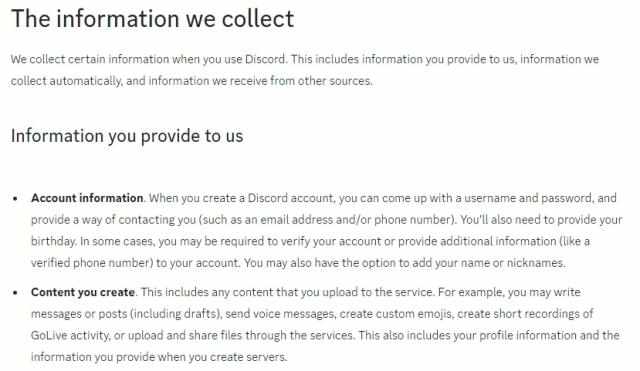 The information we collect
We collect certain information when you use Discord. This includes information you provide to us, information we
collect automatically, and information we receive from other sources.
Information you provide to us
• Account information. When you create a Discord account, you can come up with a username and password, and
provide a way of contacting you (such as an email address and/or phone number). You'll also need to provide your
birthday. In some cases, you may be required to verify your account or provide additional information (like a
verified phone number) to your account. You may also have the option to add your name or nicknames.
• Content you create. This includes any content that you upload to the service. For example, you may write
messages or posts (including drafts), send voice messages, create custom emojis, create short recordings of
GoLive activity, or upload and share files through the services. This also includes your profile information and the
information you provide when you create servers.